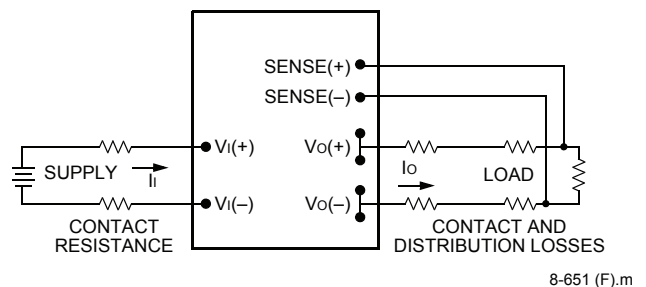 SENSE(+)
SENSE(–)
VI(+)
VO(+)
SUPPLY
II
IO
LOAD
VI(–)
VO(–)
CONTACT
RESISTANCE
CONTACT AND
DISTRIBUTION LOSSES
8-651 (F).m